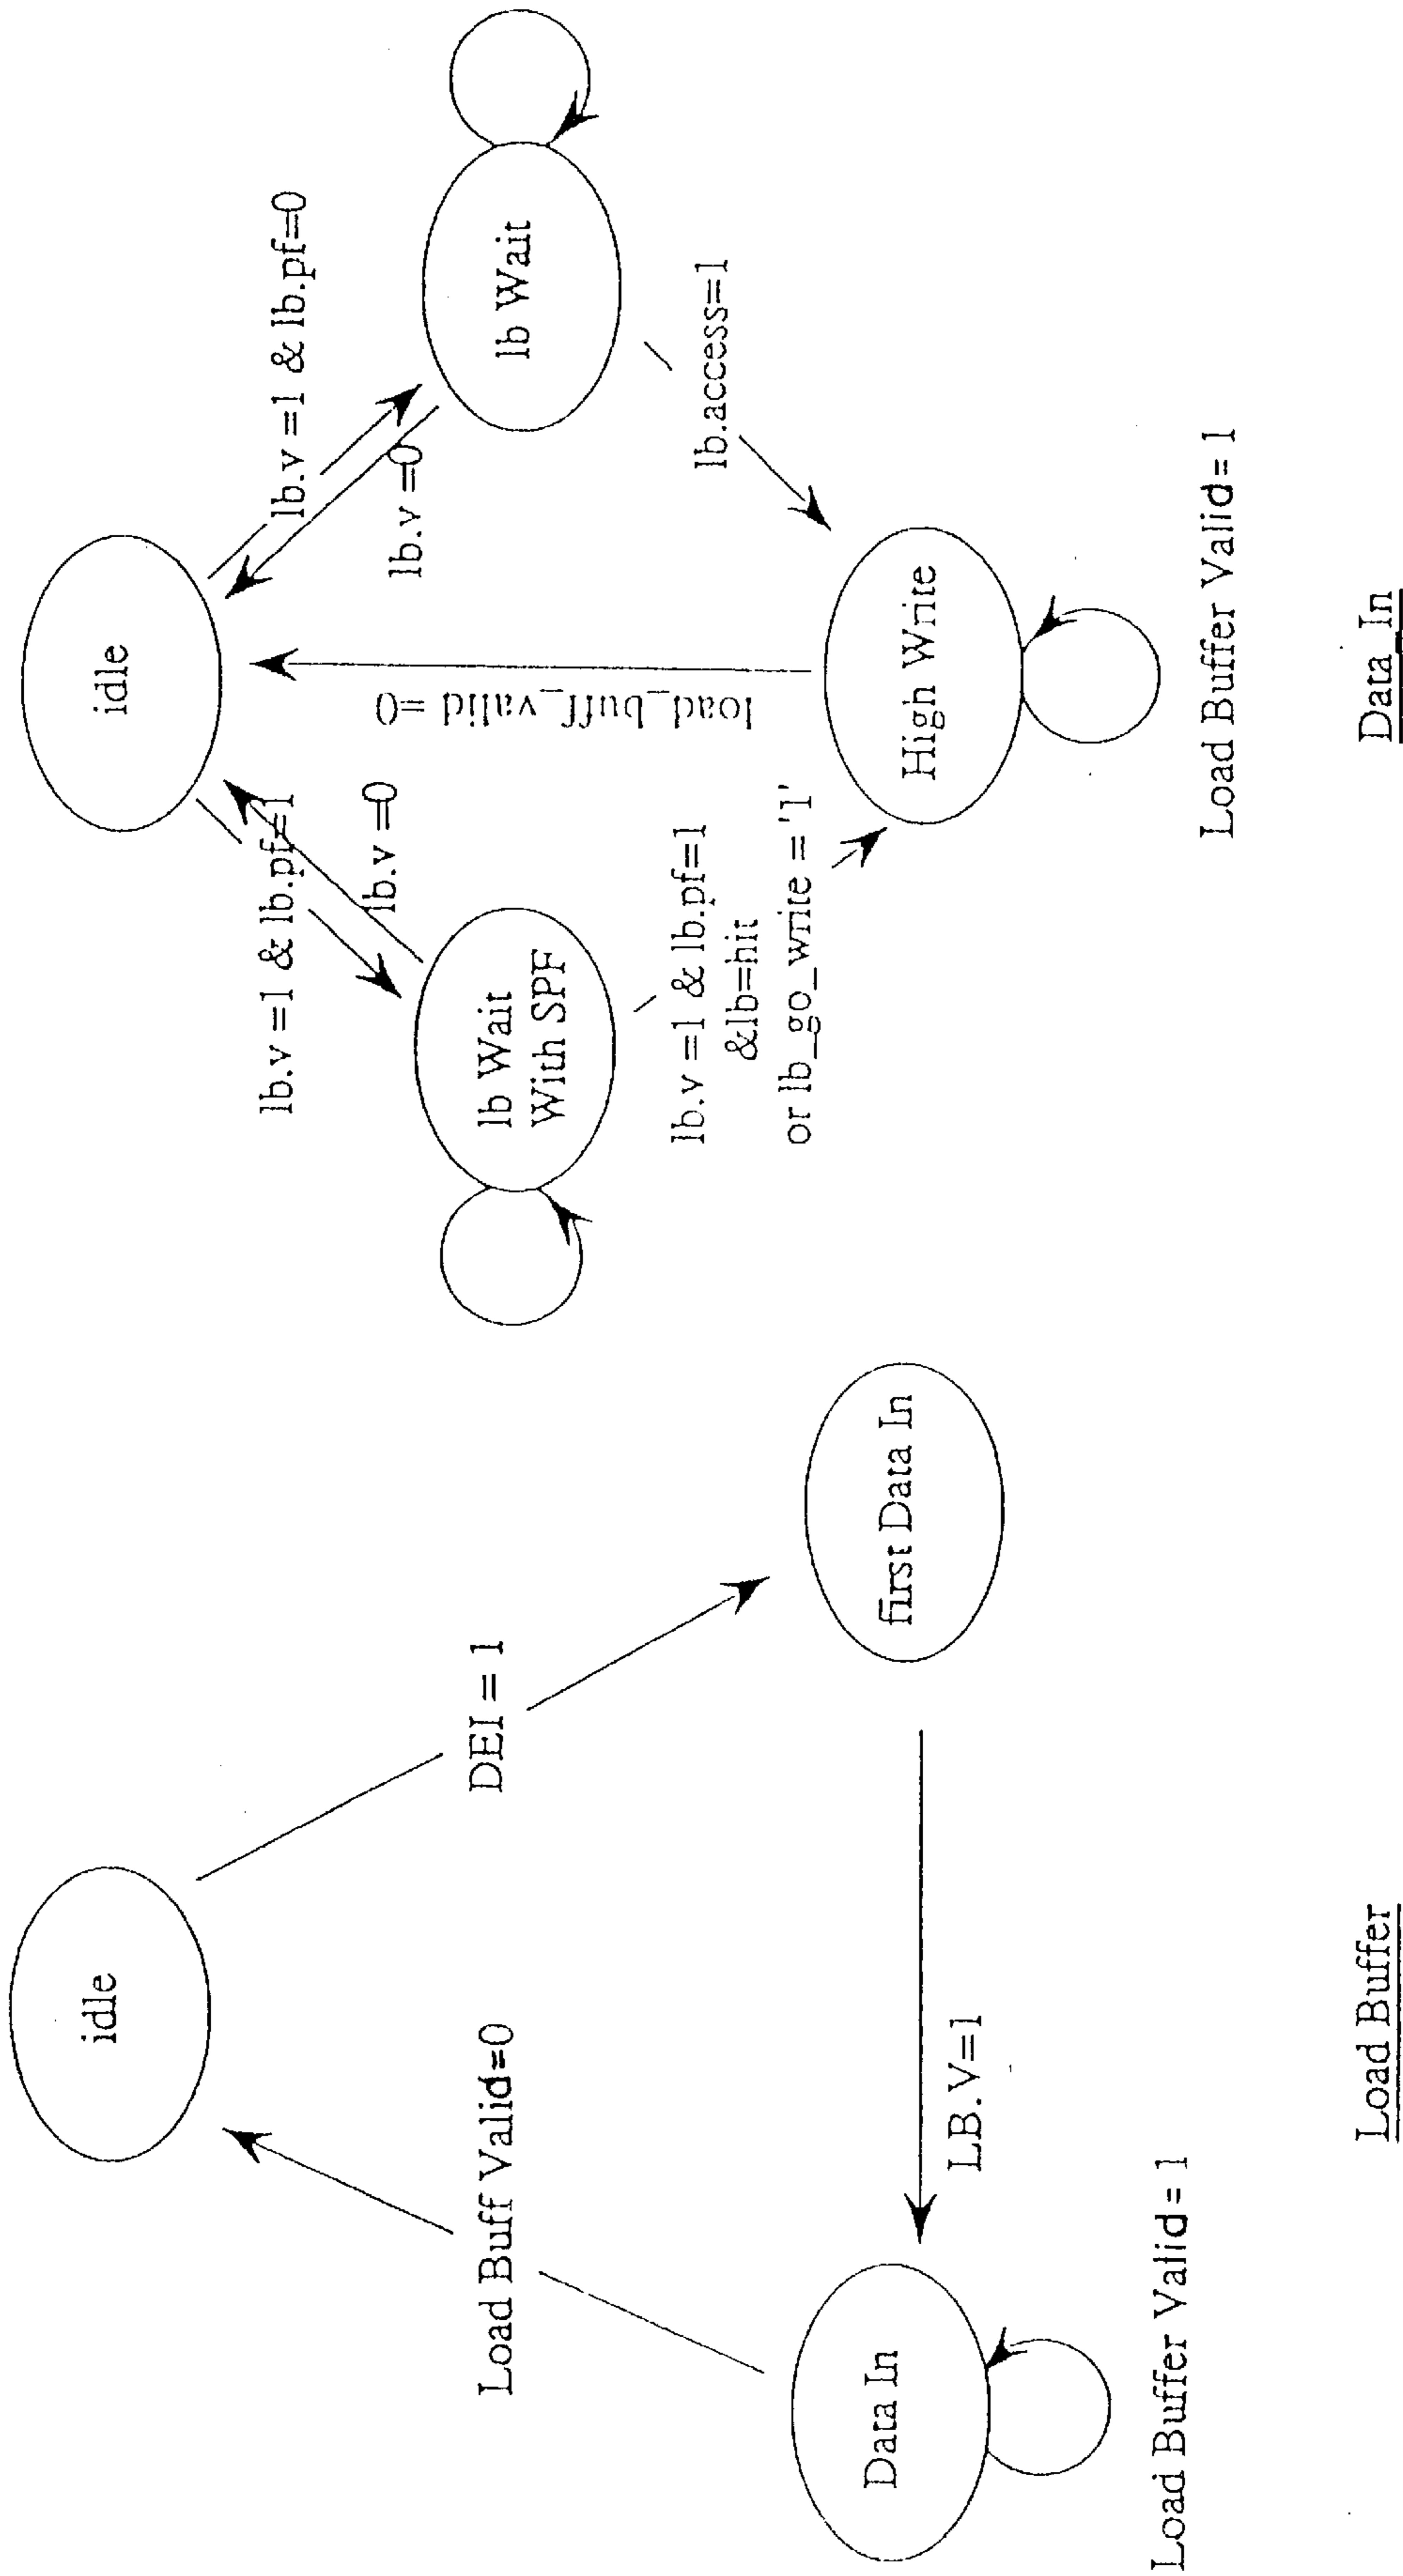 idle
DEI = 1
Load Buff Valid=0
first Data In
LB.V=1
Data In
Load Buffer Valid= 1
Load Buffer
idle
lb.v =1 & lb.pf=1
lb.v =0
lb.v =1 & lb.pf=0
lb.v =0
lb Wait
With SPF
lb Wait
load_buff_valid =0
lb.v =1 & lb.pf=1
&lb=hit
or lb_go_write ='1'
lb.access=1
High Write
Load Buffer Valid= 1
Data_In